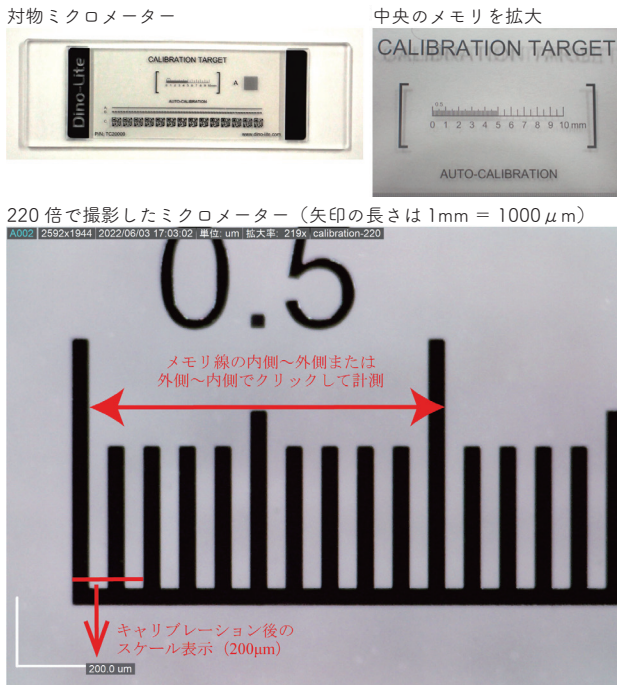 対物ミクロメーター
中央のメモリを拡大
Dino-Lite
CALIBRATION TARGET
A
AUTO-CALIBRATION
www.dino-lite.com
CALIBRATION TARGET
0.5
0 1 2 3 4 5 6 7 8 9 10 mm
AUTO-CALIBRATION
220 倍で撮影したミクロメーター（矢印の長さは 1mm ＝ 1000μm）
A002 2592x1944 2022/06/03 17:03:02 単位: um 拡大率: 219x calibration-220
0.5
メモリ線の内側～外側または
外側～内側でクリックして計測
キャリブレーション後の
スケール表示（200μm）
200.0 um